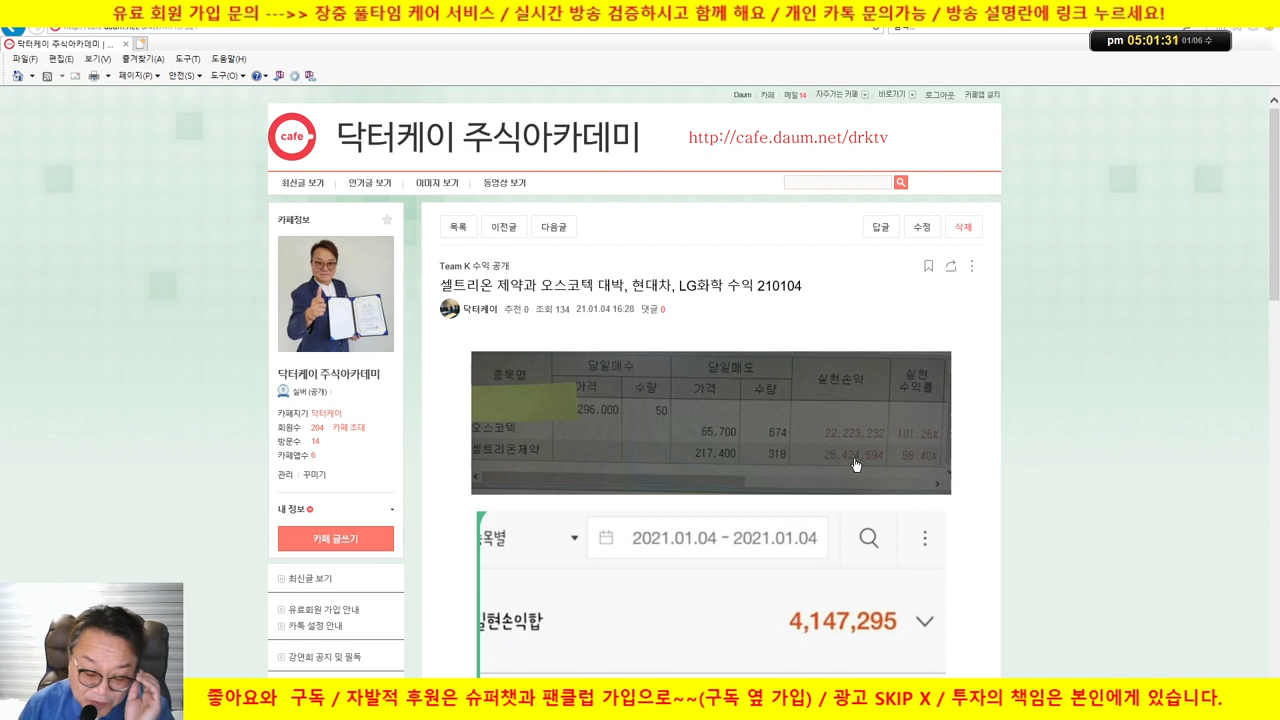 유료 회원 가입 문의 --->> 장중 풀타임 케어 서비스 / 실시간 방송 검증하시고 함께 해요 / 개인 카톡 문의가능 / 방송 설명란에 링크 누르세요!
닥터케이 주식아카데미 | ...
pm 05:01:31 01/06 수
파일(F) 편집(E) 보기(V) 즐겨찾기(A) 도구(T) 도움말(H)
페이지(P) 안전(S) 도구(O)
Daum 카페 메일 14 자주가는 카페 바로가기 로그아웃 카페앱 설치
cafe 닥터케이 주식아카데미 http://cafe.daum.net/drktv
최신글 보기 인기글 보기 이미지 보기 동영상 보기
카페정보
목록 이전글 다음글 답글 수정 삭제
Team K 수익 공개
셀트리온 제약과 오스코텍 대박, 현대차, LG화학 수익 210104
닥터케이 추천 0 조회 134 21.01.04 16:28 댓글 0
닥터케이 주식아카데미
실버 (공개)
카페지기 닥터케이
회원수 204 카페 초대
방문수 14
카페앱수 6
관리 꾸미기
내 정보
카페 글쓰기
최신글 보기
유료회원 가입 안내
카톡 설정 안내
강연회 공지 및 필독
종목명 당일매수 당일매도 실현손익 실현수익률
가격 수량 가격 수량
296,000 50
오스코텍 65,700 674 22,223,232 101.26%
셀트리온제약 217,400 318 25,424,694 58.40%
2021.01.04 - 2021.01.04
실현손익합 4,147,295
좋아요와 구독 / 자발적 후원은 슈퍼챗과 팬클럽 가입으로~~(구독 옆 가입) / 광고 SKIP X / 투자의 책임은 본인에게 있습니다.